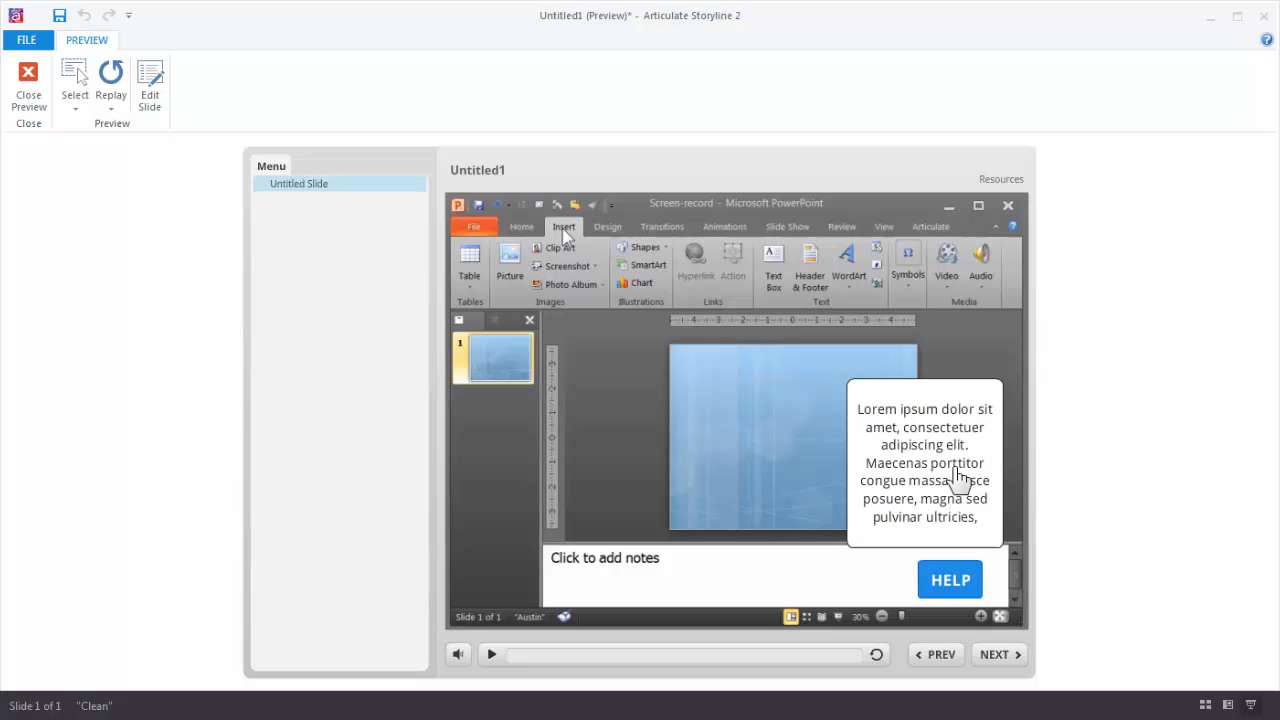 Untitled1 (Preview)* - Articulate Storyline 2
FILE
PREVIEW
Close Preview
Select
Replay
Edit Slide
Close
Preview
Menu
Untitled Slide
Untitled1
Resources
Screen-record - Microsoft PowerPoint
File
Home
Insert
Design
Transitions
Animations
Slide Show
Review
View
Articulate
Table
Picture
Clip Art
Screenshot
Photo Album
Shapes
SmartArt
Chart
Hyperlink
Action
Text Box
Header & Footer
WordArt
Symbols
Video
Audio
Tables
Images
Illustrations
Links
Text
Media
1
Lorem ipsum dolor sit
amet, consectetuer
adipiscing elit.
Maecenas porttitor
congue massa.
posuere, magna sed
pulvinar ultricies,
Click to add notes
HELP
Slide 1 of 1
"Austin"
30%
PREV
NEXT
Slide 1 of 1
"Clean"